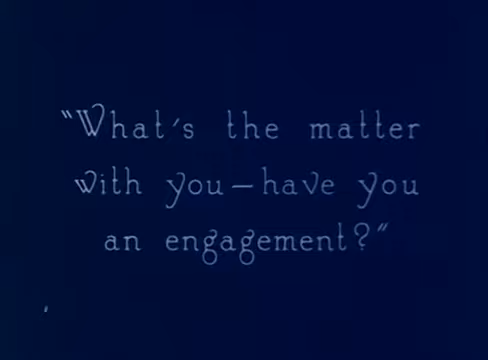 “What's the matter
with you — have you
an engagement?”